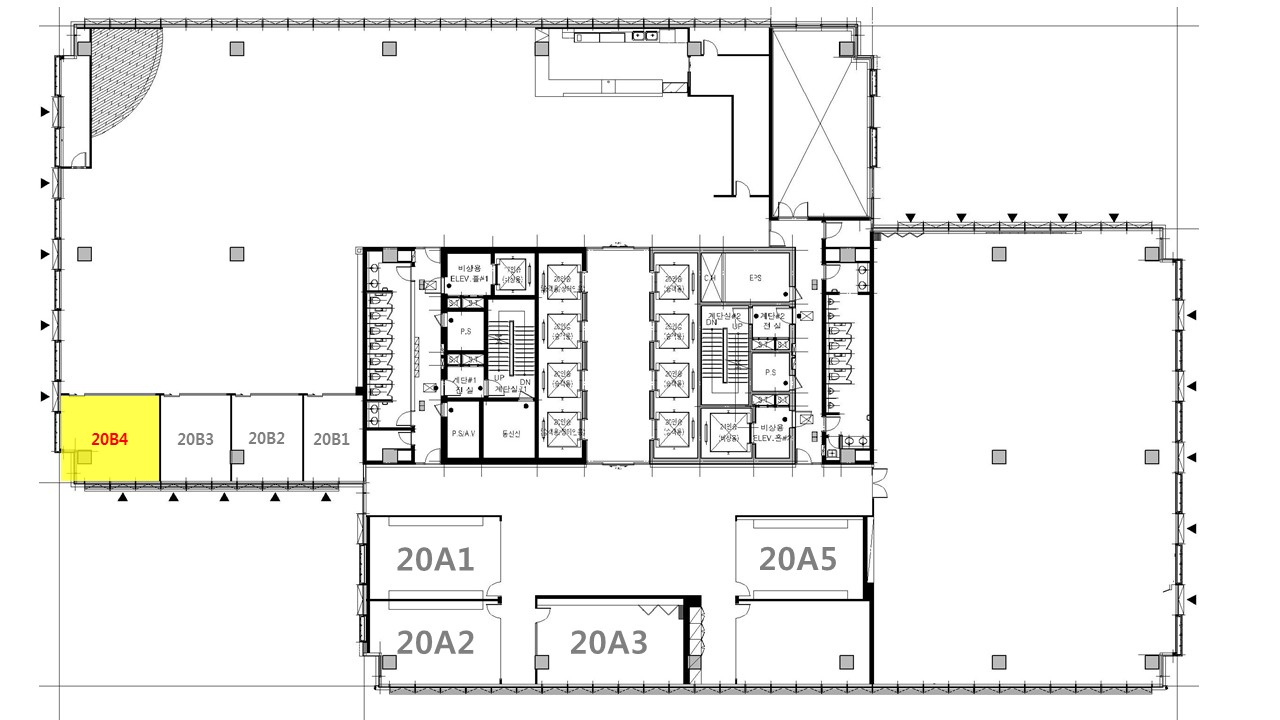 비상용
ELEV.홀#1
EPS
계단실#2
DN
UP
계단#2
전 실
P.S
P.S
계단#1
전 실
UP
DN
계단실#1
P.S/A.V
통신실
비상용
ELEV.홀#2
20B4
20B3
20B2
20B1
20A1
20A5
20A2
20A3